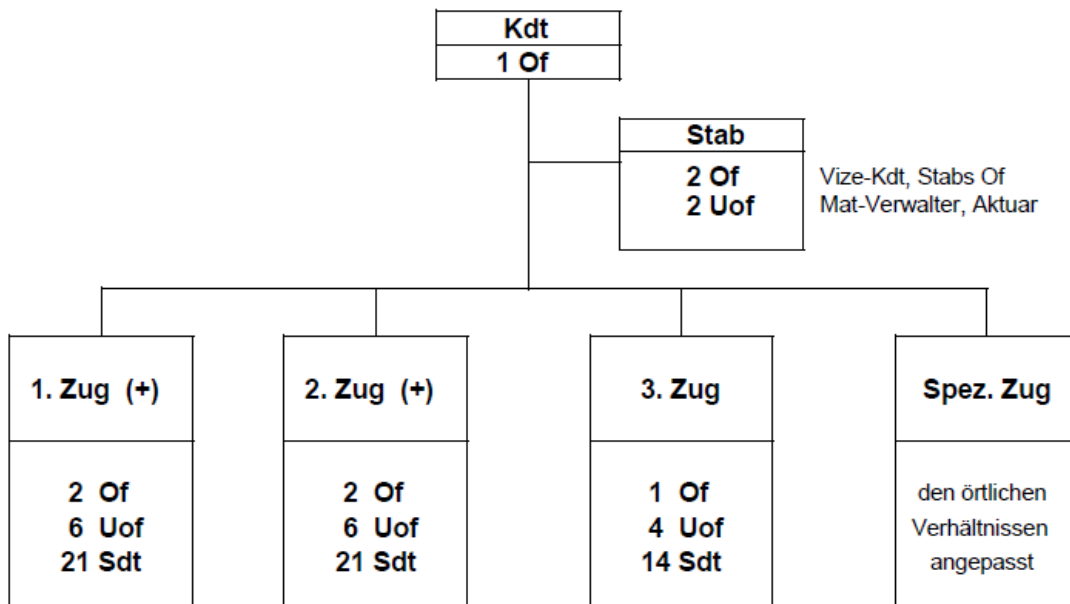 Kdt
1 Of
Stab
2 Of
2 Uof
Vize-Kdt, Stabs Of
Mat-Verwalter, Aktuar
1. Zug (+)
2 Of
6 Uof
21 Sdt
2. Zug (+)
2 Of
6 Uof
21 Sdt
3. Zug
1 Of
4 Uof
14 Sdt
Spez. Zug
den örtlichen
Verhältnissen
angepasst